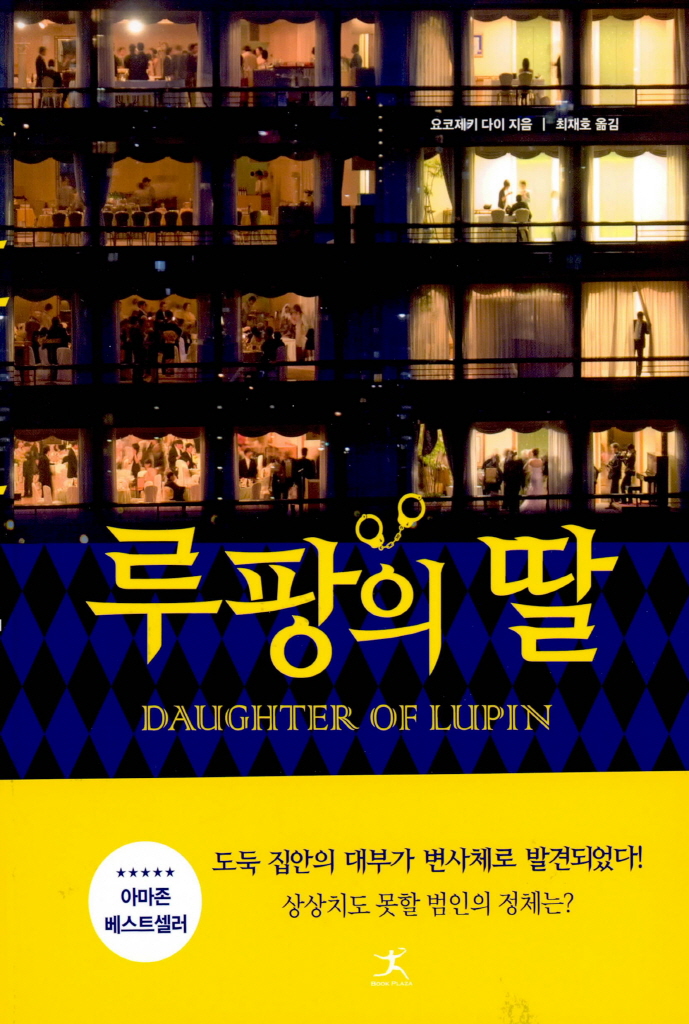 요코제키 다이 지음 | 최재호 옮김
루팡의 딸
DAUGHTER OF LUPIN
★★★★★
아마존
베스트셀러
도둑 집안의 대부가 변사체로 발견되었다!
상상치도 못할 범인의 정체는?
BOOK PLAZA